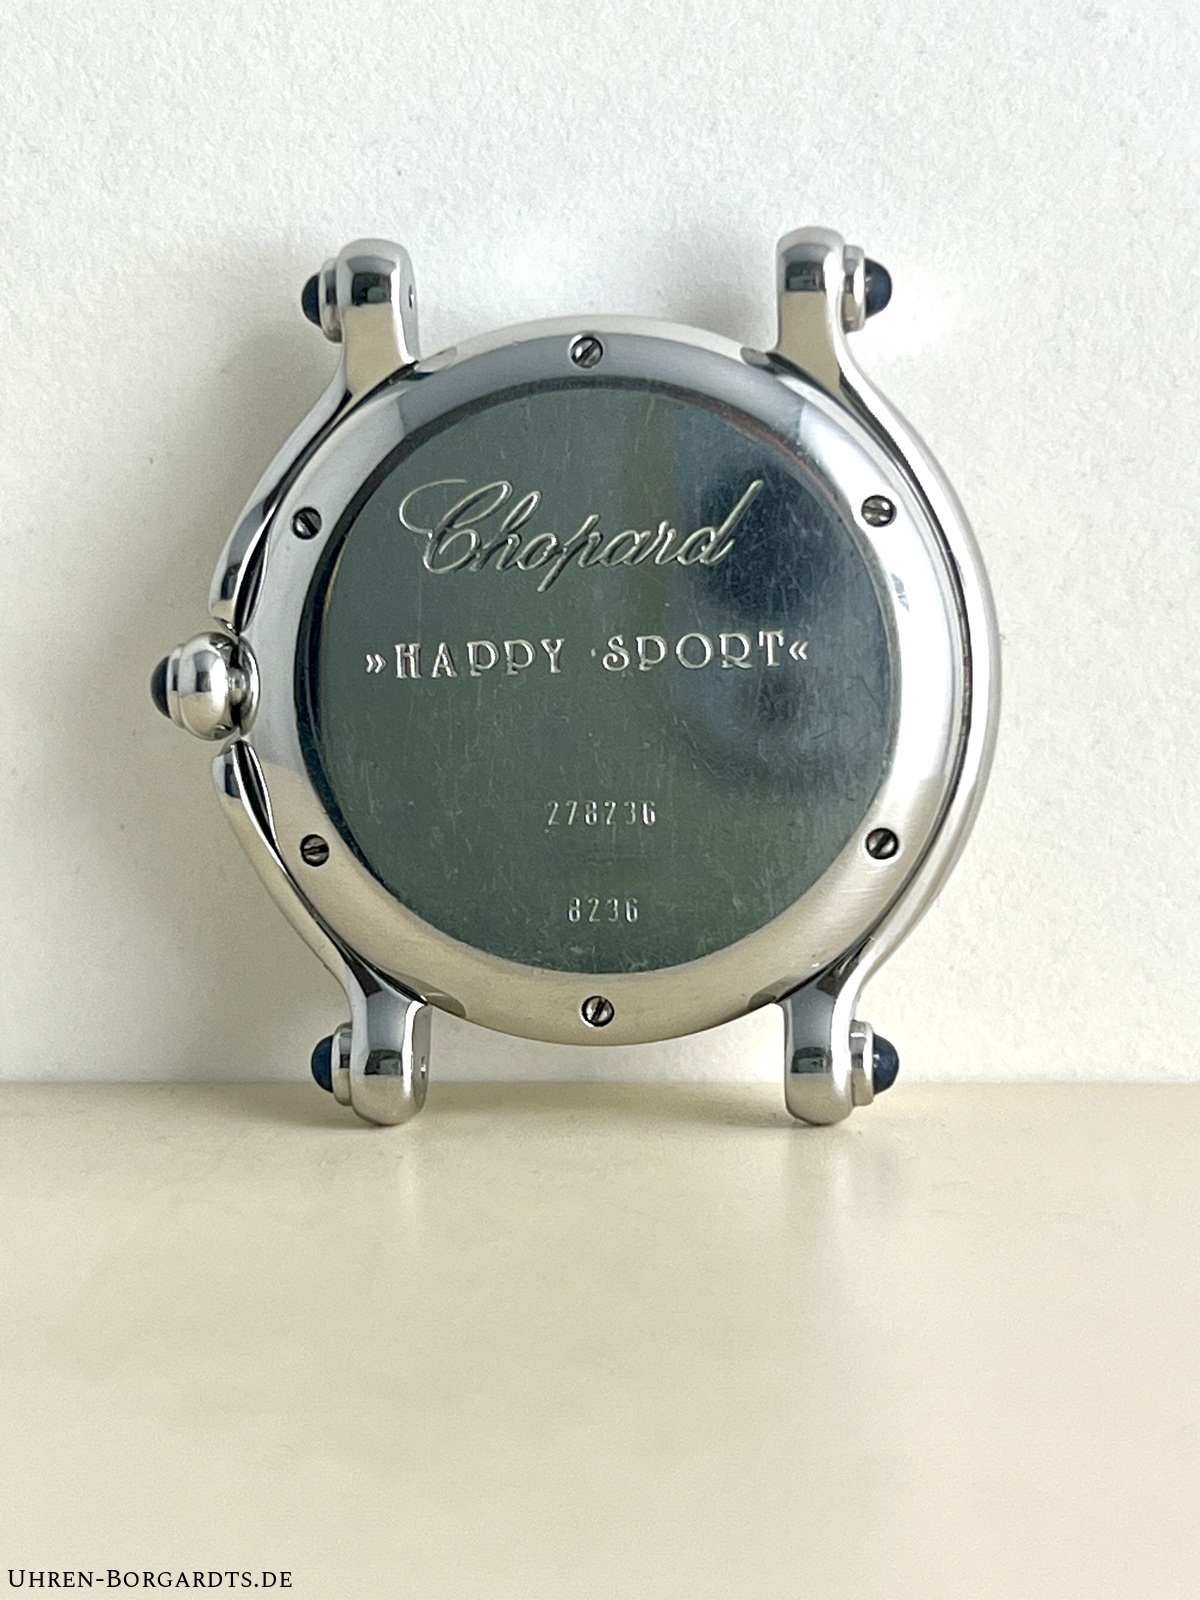 Chopard
»HAPPY SPORT«
278236
8236
UHREN-BORGARDTS.DE